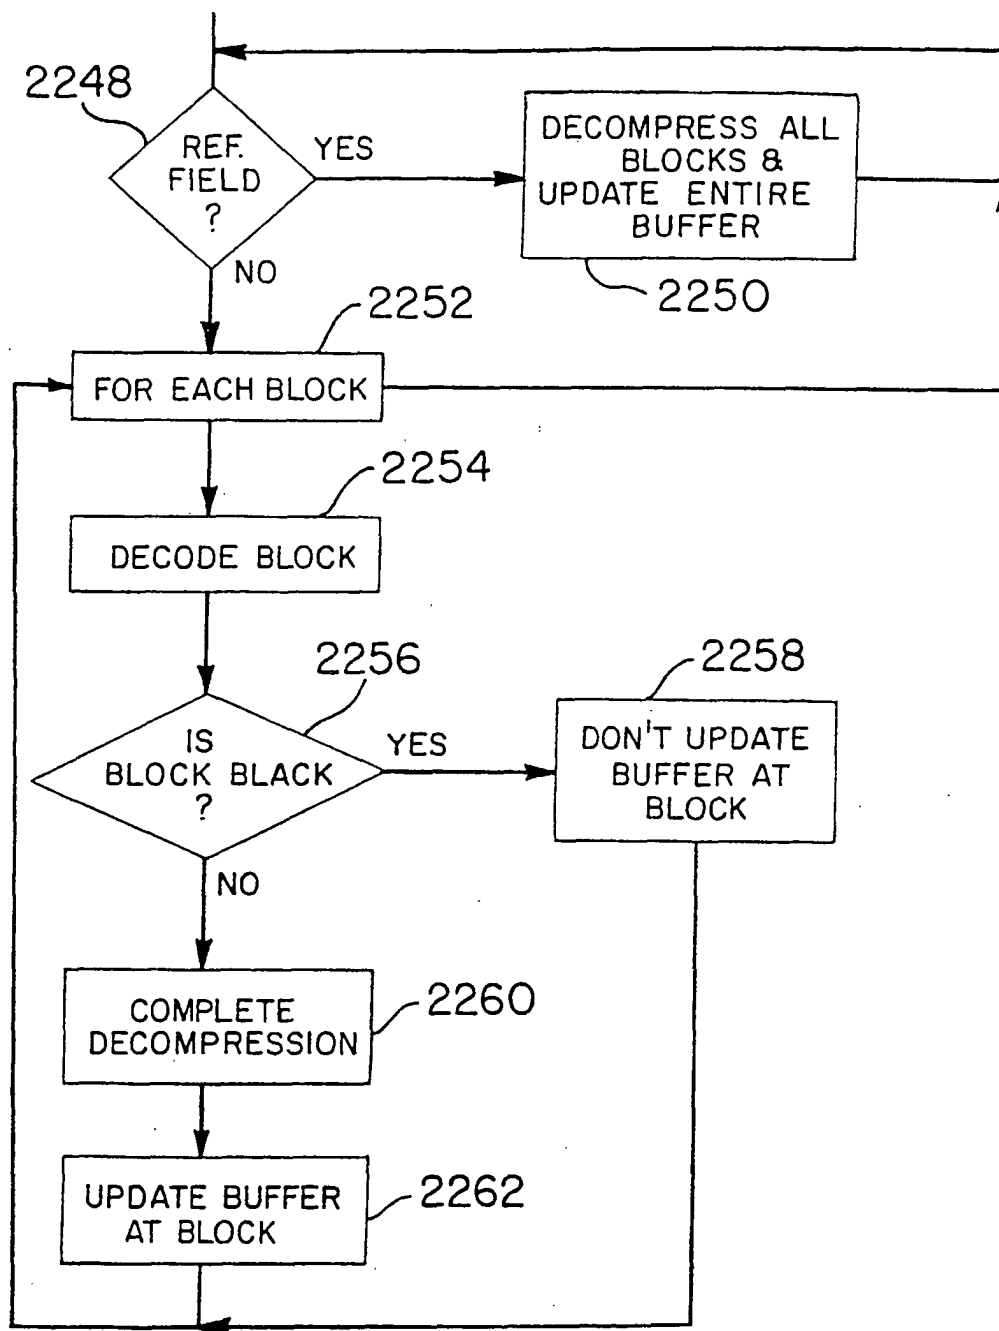 2248
REF.
FIELD
?
YES
NO
DECOMPRESS ALL
BLOCKS &
UPDATE ENTIRE
BUFFER
2250
2252
FOR EACH BLOCK
2254
DECODE BLOCK
2256
IS
BLOCK BLACK
?
YES
NO
2258
DON'T UPDATE
BUFFER AT
BLOCK
2260
COMPLETE
DECOMPRESSION
2262
UPDATE BUFFER
AT BLOCK